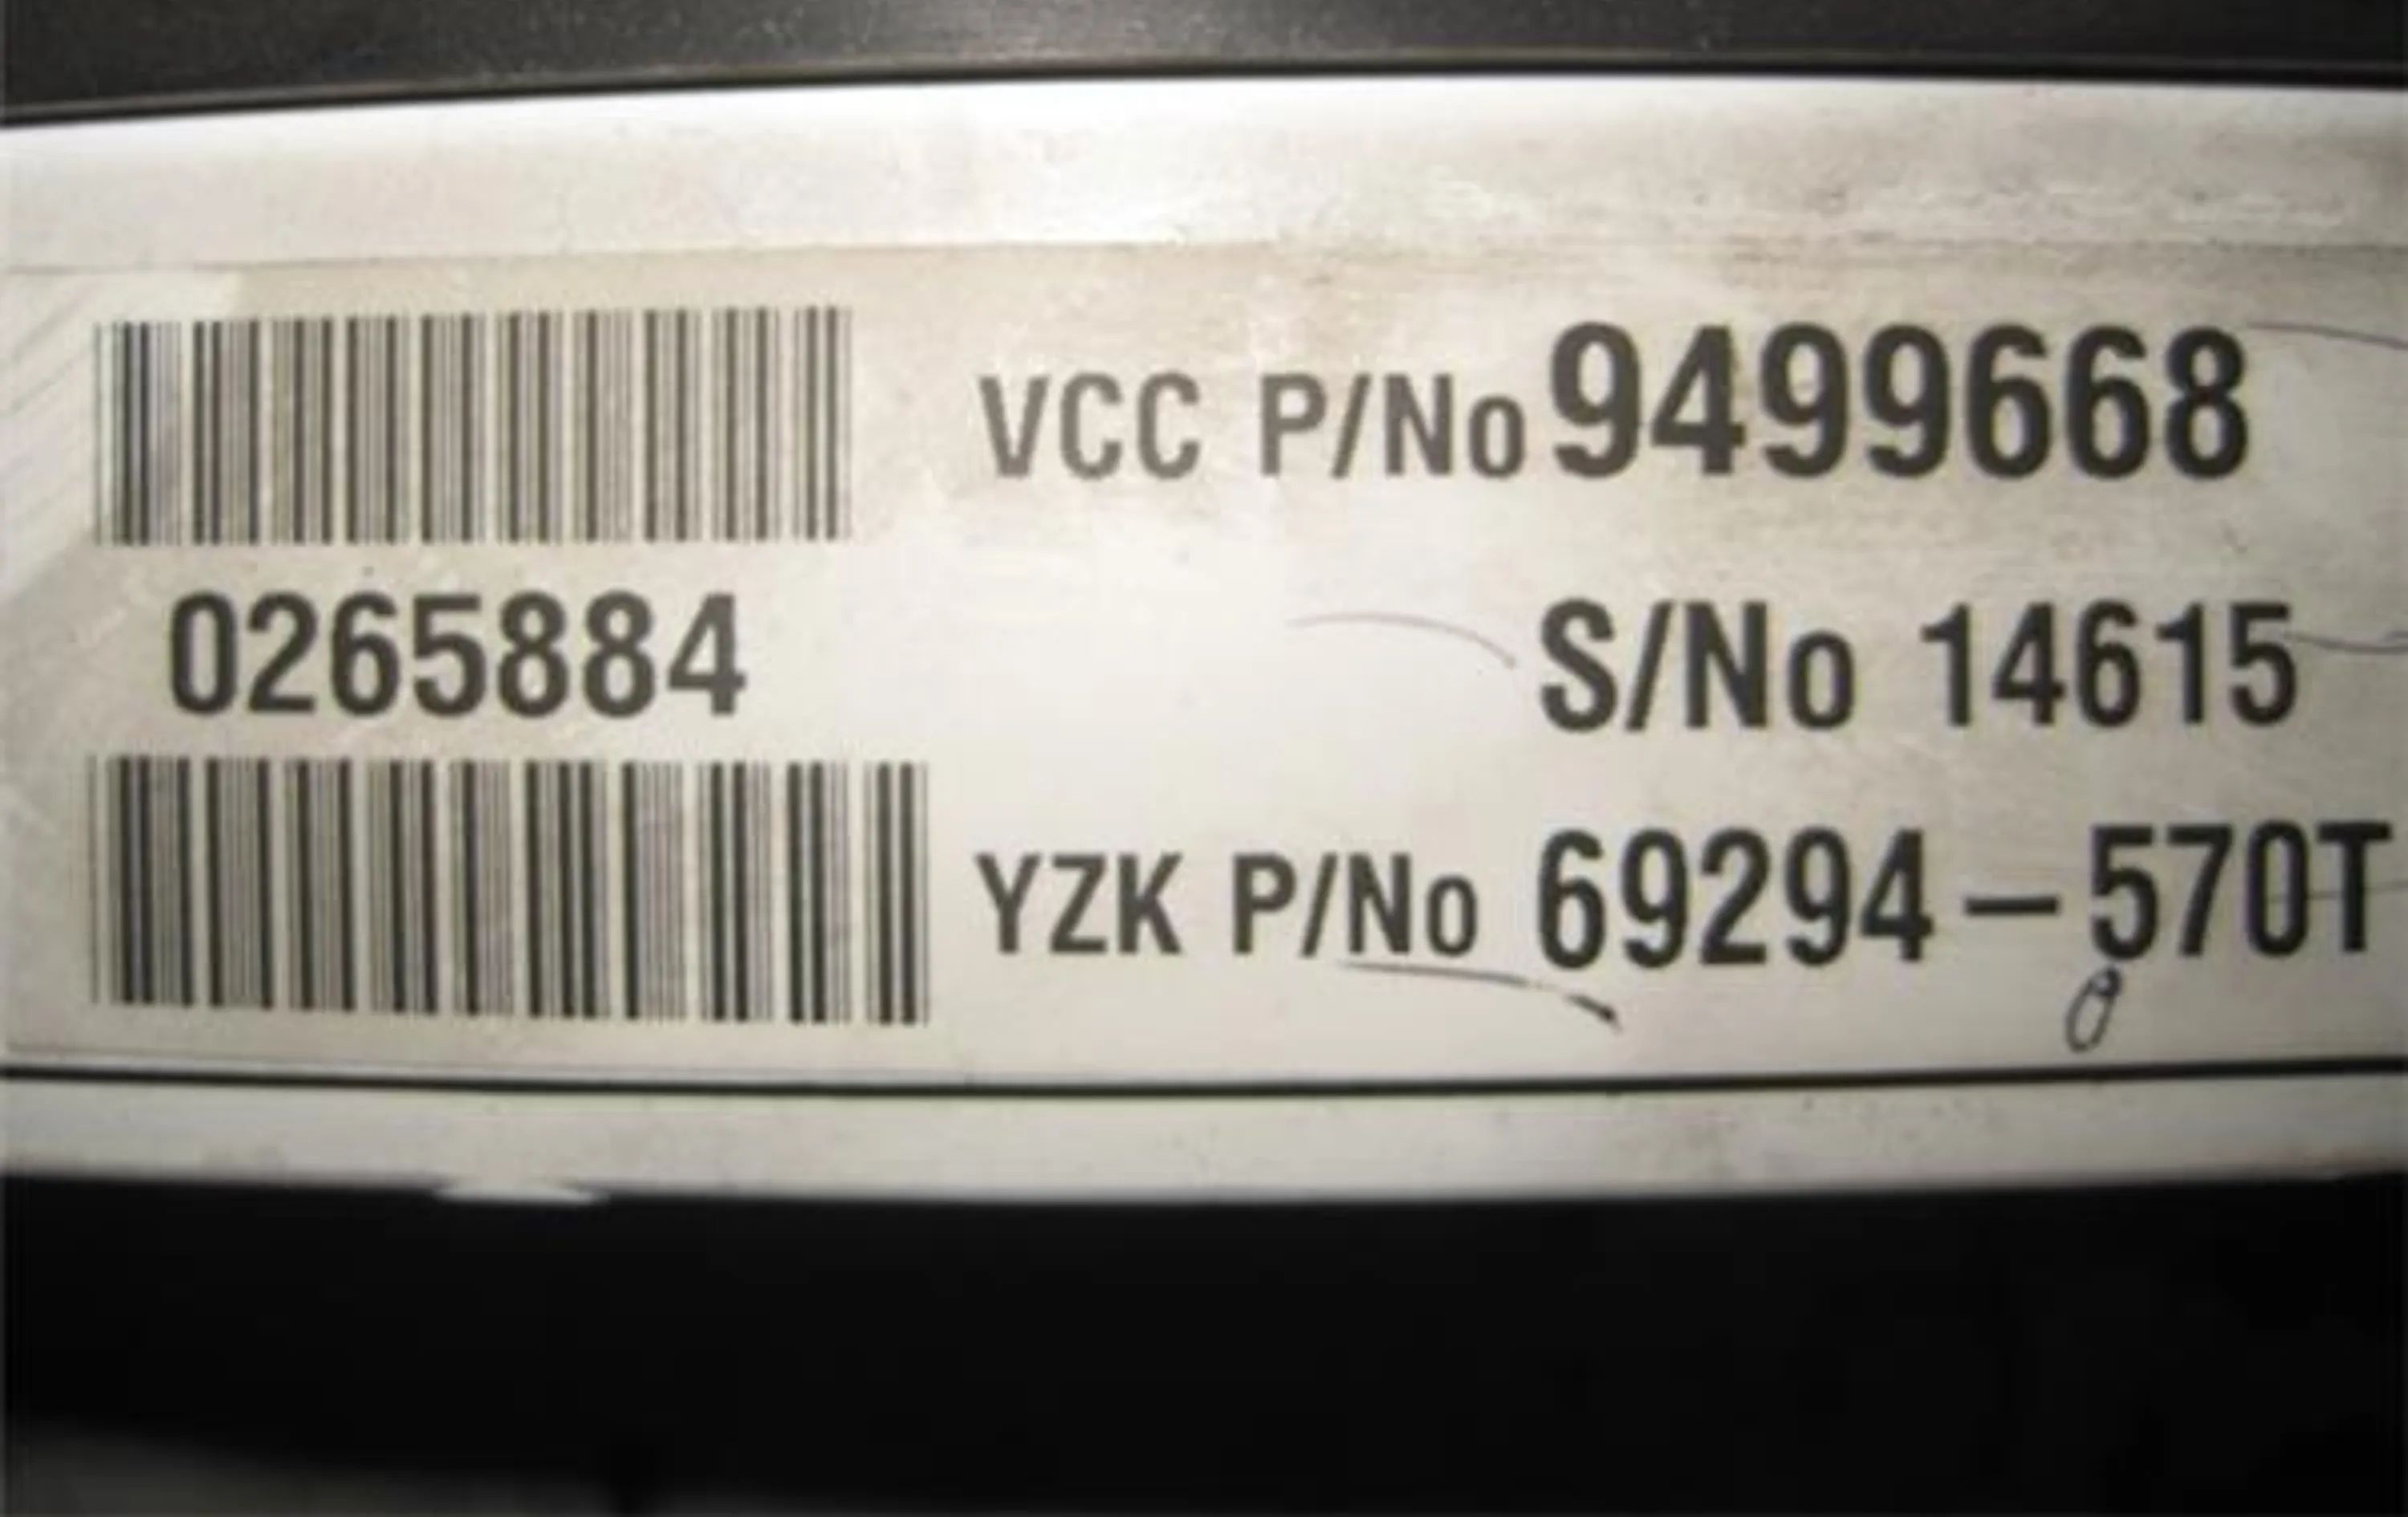 VCC P/No 9499668
0265884
S/No 14615
YZK P/No 69294-570T